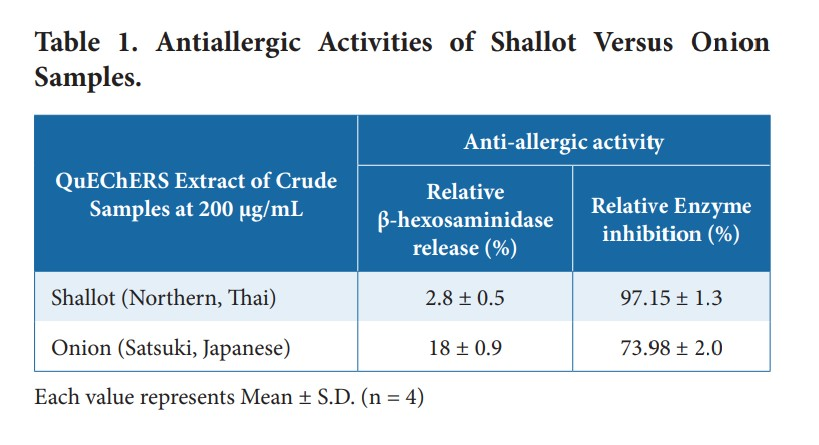 Table 1. Antiallergic Activities of Shallot Versus Onion
Samples.
QuEChERS Extract of Crude
Samples at 200 μg/mL
Anti-allergic activity
Relative
β-hexosaminidase
release (%)
Relative Enzyme
inhibition (%)
Shallot (Northern, Thai)
2.8 ± 0.5
97.15 ± 1.3
Onion (Satsuki, Japanese)
18 ± 0.9
73.98 ± 2.0
Each value represents Mean ± S.D. (n = 4)